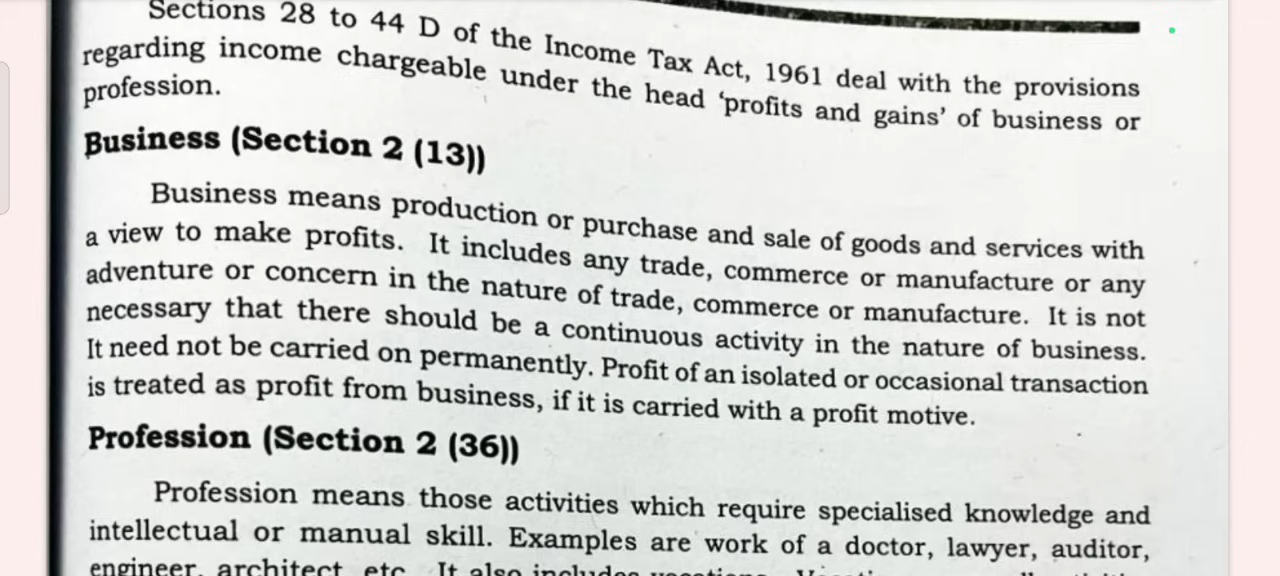 Sections 28 to 44 D of the Income Tax Act, 1961 deal with the provisions
regarding income chargeable under the head ‘profits and gains’ of business or
profession.
Business (Section 2 (13))
Business means production or purchase and sale of goods and services with
a view to make profits. It includes any trade, commerce or manufacture or any
adventure or concern in the nature of trade, commerce or manufacture. It is not
necessary that there should be a continuous activity in the nature of business.
It need not be carried on permanently. Profit of an isolated or occasional transaction
is treated as profit from business, if it is carried with a profit motive.
Profession (Section 2 (36))
Profession means those activities which require specialised knowledge and
intellectual or manual skill. Examples are work of a doctor, lawyer, auditor,
engineer, architect etc. It also includes